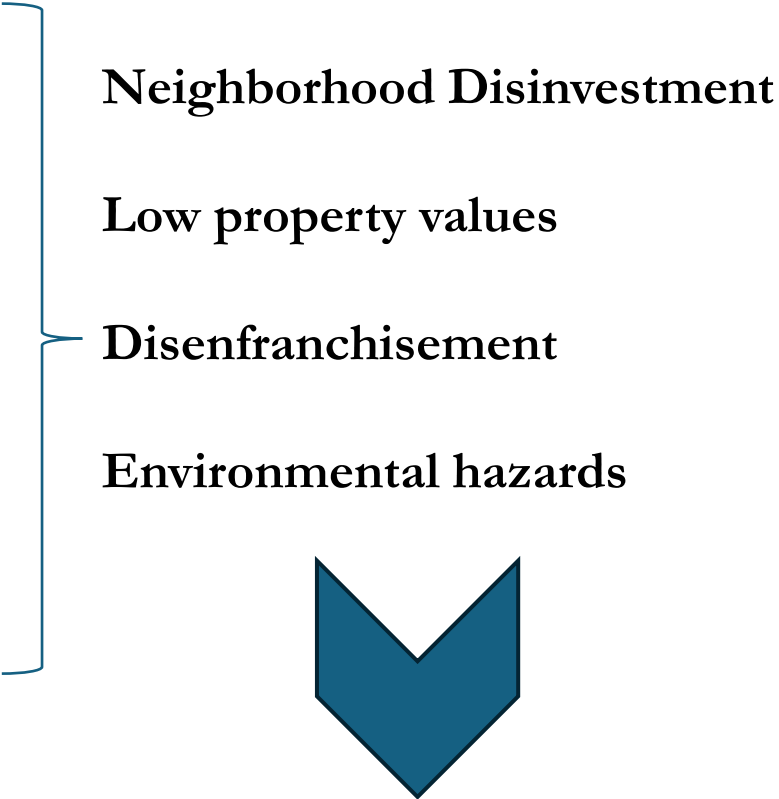 Neighborhood Disinvestment
Low property values
Disenfranchisement
Environmental hazards